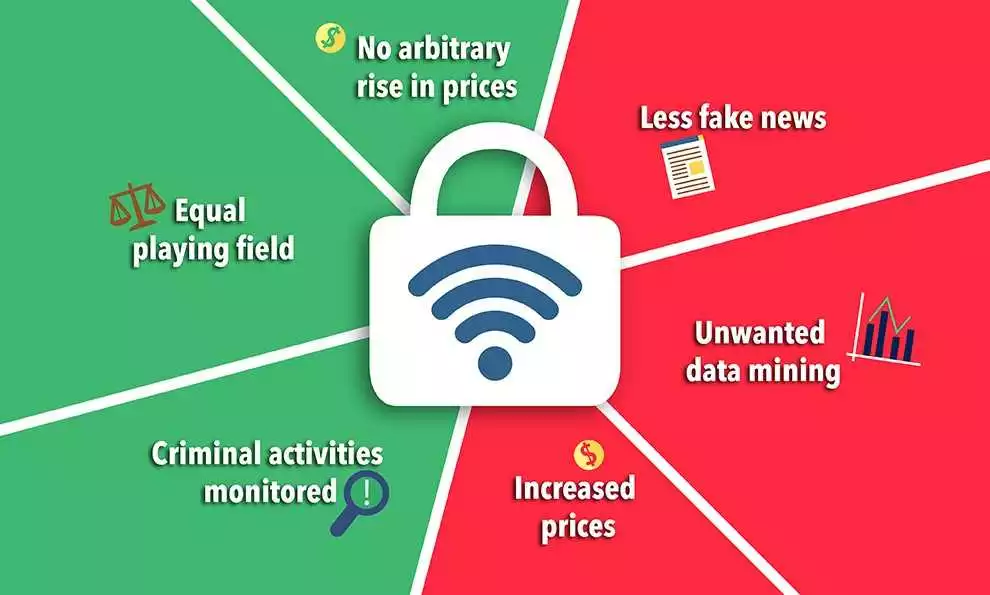 No arbitrary
rise in prices
Less fake news
Equal
playing field
Unwanted
data mining
Criminal activities
monitored
Increased
prices